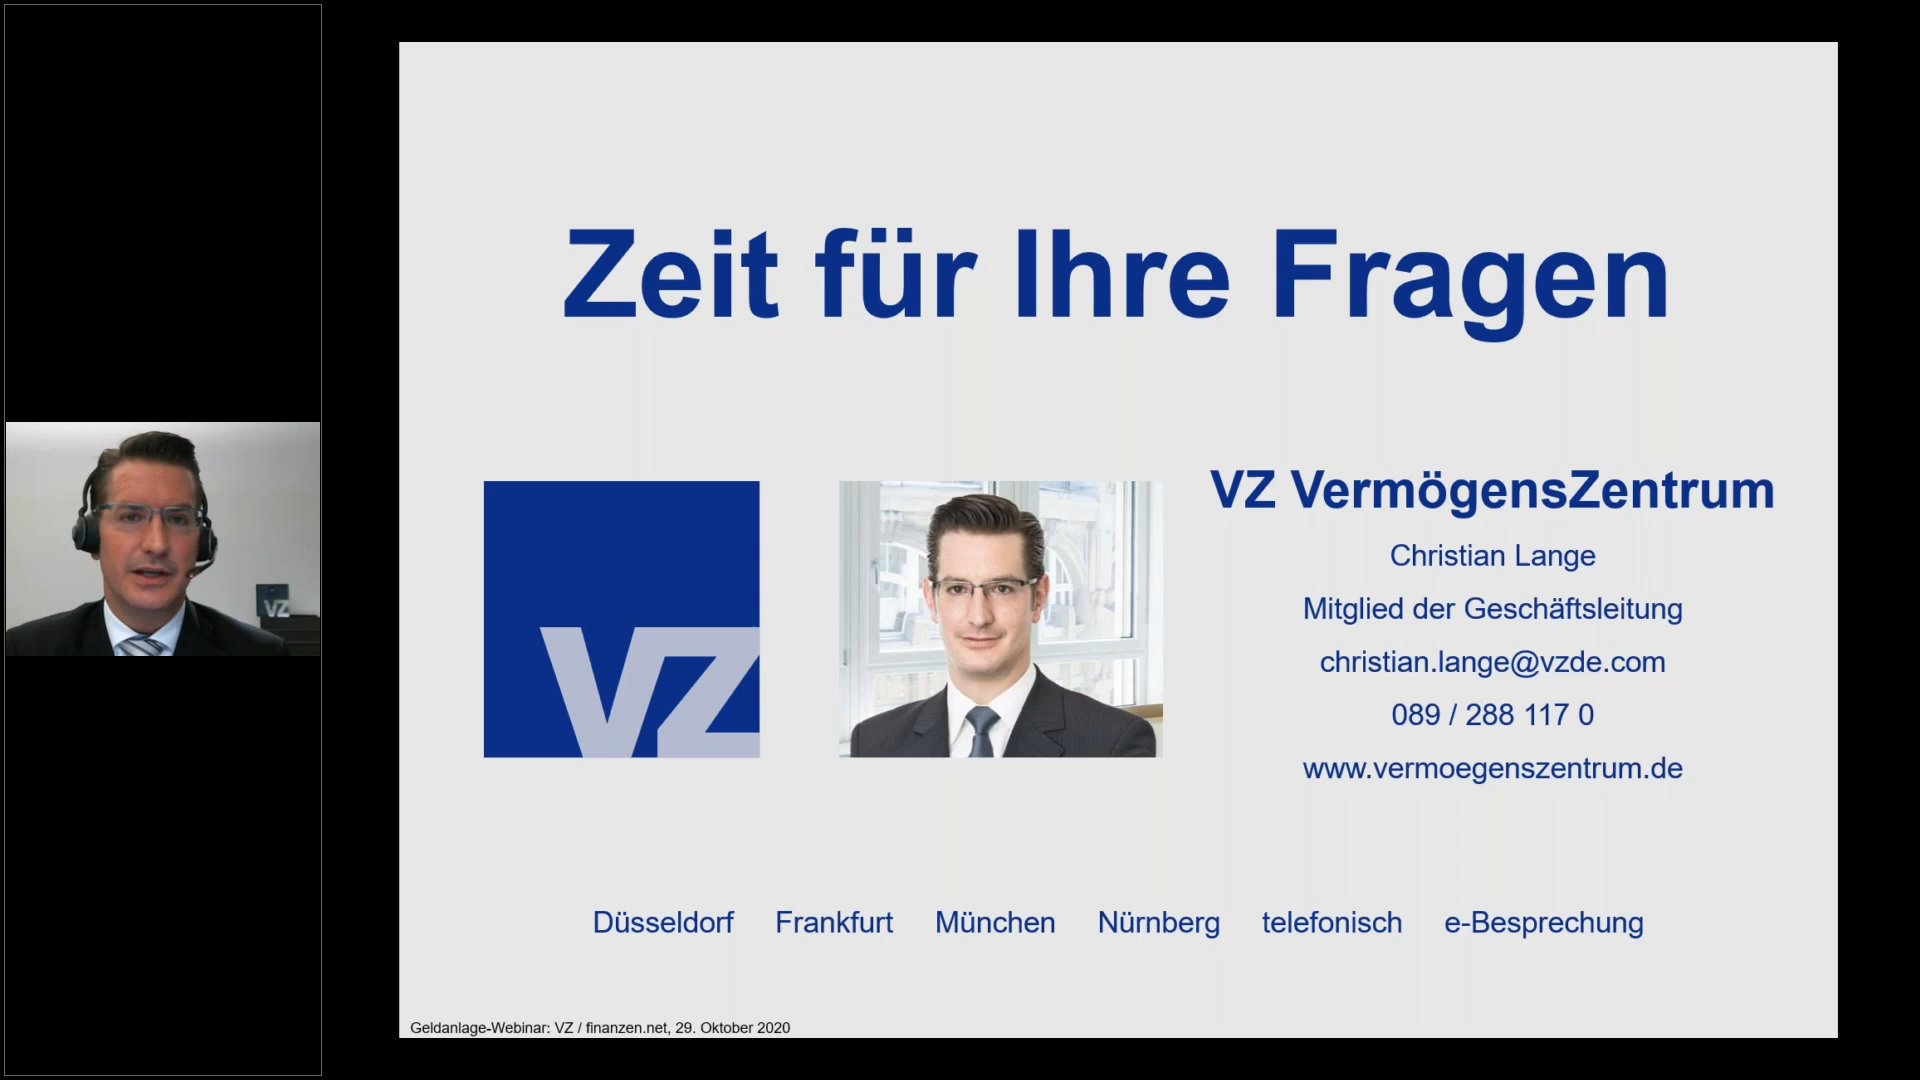 Zeit für Ihre Fragen
VZ
VZ
VZ VermögensZentrum
Christian Lange
Mitglied der Geschäftsleitung
christian.lange@vzde.com
089 / 288 117 0
www.vermoegenszentrum.de
Düsseldorf Frankfurt München Nürnberg telefonisch e-Besprechung
Geldanlage-Webinar: VZ / finanzen.net, 29. Oktober 2020